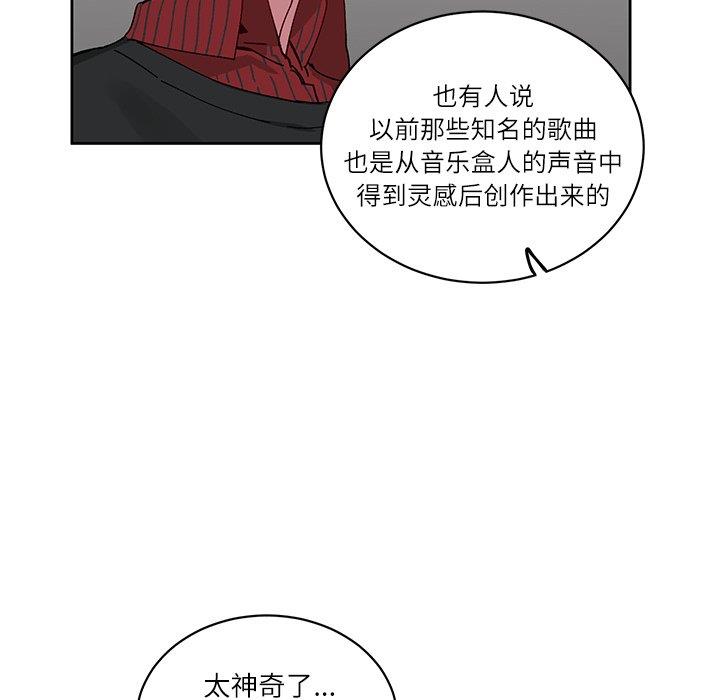 也有人说
以前那些知名的歌曲
也是从音乐盒人的声音中
得到灵感后创作出来的
太神奇了...